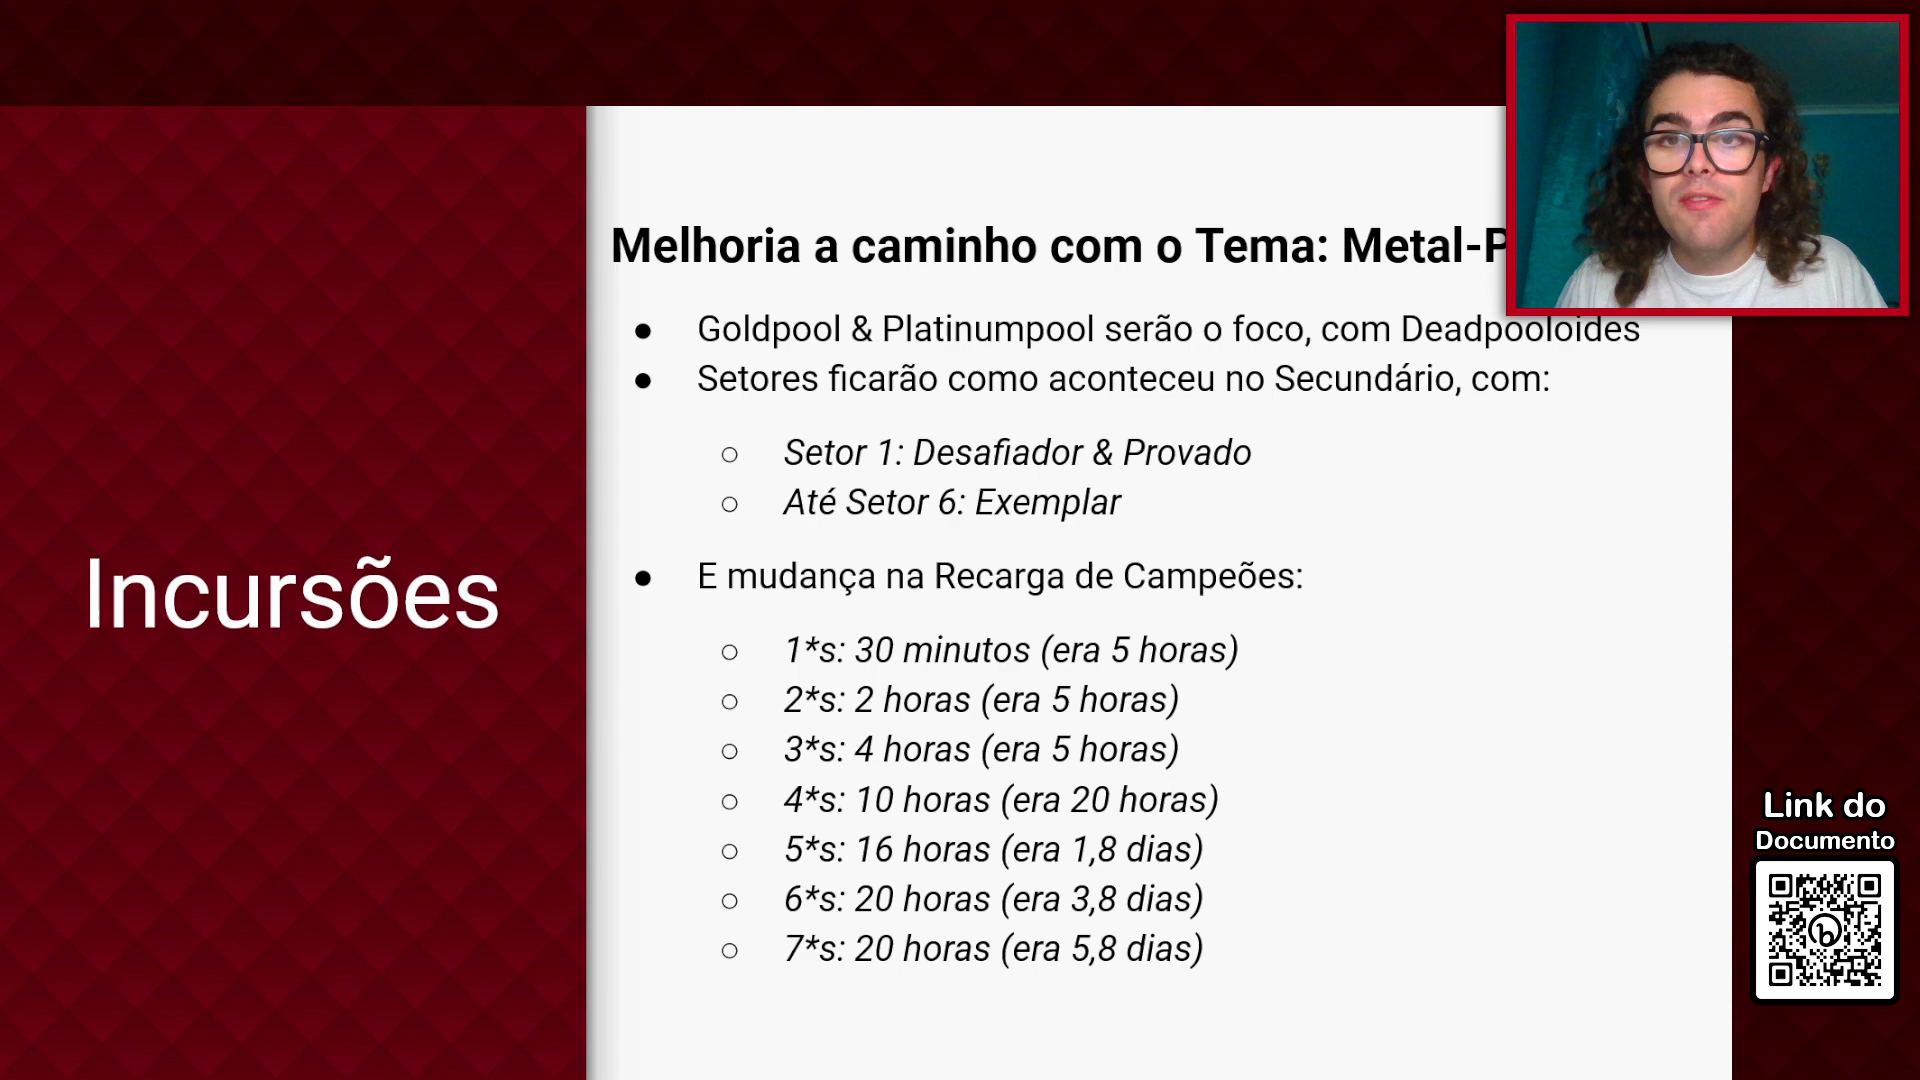 Incursões
Melhoria a caminho com o Tema: Metal-P
● Goldpool & Platinumpool serão o foco, com Deadpooloides
● Setores ficarão como aconteceu no Secundário, com:
○ Setor 1: Desafiador & Provado
○ Até Setor 6: Exemplar
● E mudança na Recarga de Campeões:
○ 1*s: 30 minutos (era 5 horas)
○ 2*s: 2 horas (era 5 horas)
○ 3*s: 4 horas (era 5 horas)
○ 4*s: 10 horas (era 20 horas)
○ 5*s: 16 horas (era 1,8 dias)
○ 6*s: 20 horas (era 3,8 dias)
○ 7*s: 20 horas (era 5,8 dias)
Link do
Documento
b